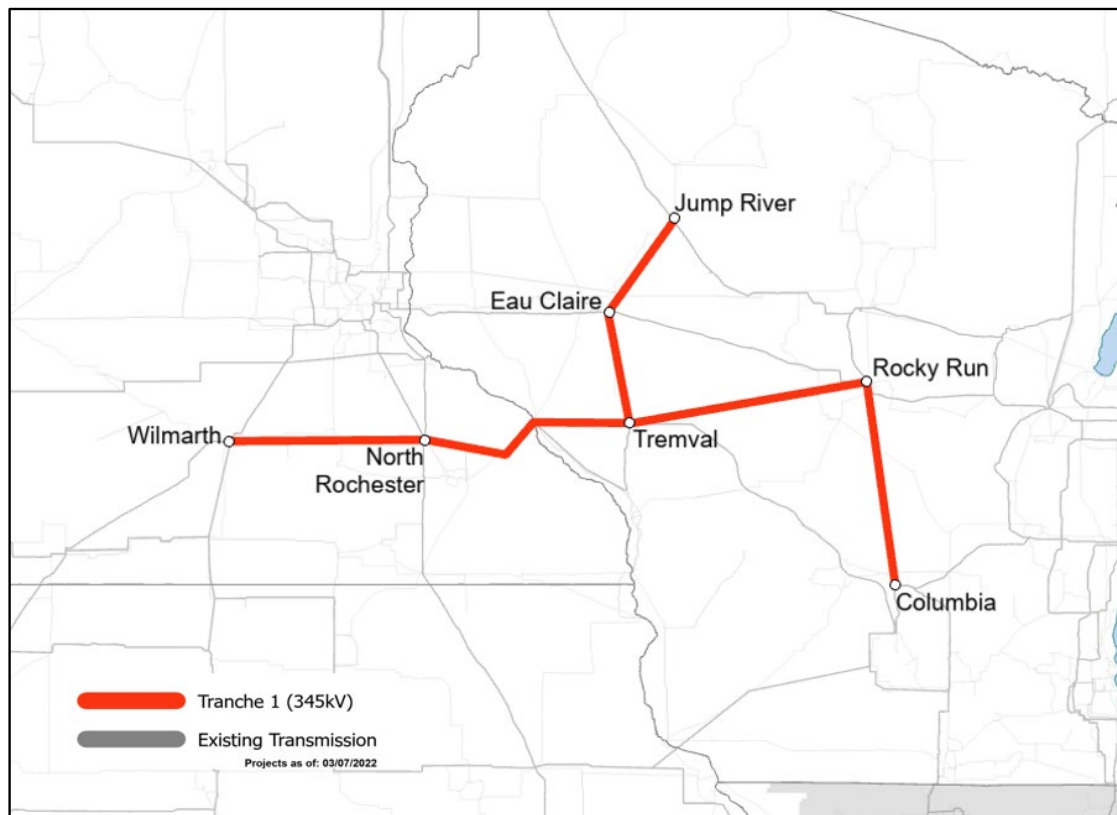 Jump River
Eau Claire
Rocky Run
Wilmarth
North
Rochester
Tremval
Columbia
Tranche 1 (345kV)
Existing Transmission
Projects as of: 03/07/2022